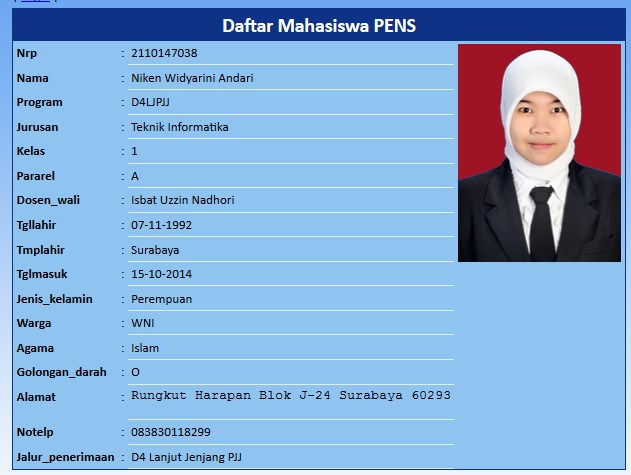 Daftar Mahasiswa PENS
Nrp : 2110147038
Nama : Niken Widyarini Andari
Program : D4LJPJJ
Jurusan : Teknik Informatika
Kelas : 1
Pararel : A
Dosen_wali : Isbat Uzzin Nadhori
Tgllahir : 07-11-1992
Tmplahir : Surabaya
Tglmasuk : 15-10-2014
Jenis_kelamin : Perempuan
Warga : WNI
Agama : Islam
Golongan_darah : O
Alamat : Rungkut Harapan Blok J-24 Surabaya 60293
Notelp : 083830118299
Jalur_penerimaan : D4 Lanjut Jenjang PJJ